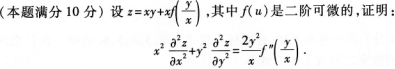 (本题满分 10 分) 设 z=xy+xf(y/x),其中 f(u)是二阶可微的,证明:
x² ∂²z/∂x²+y² ∂²z/∂y²=2y²/x f″(y/x).